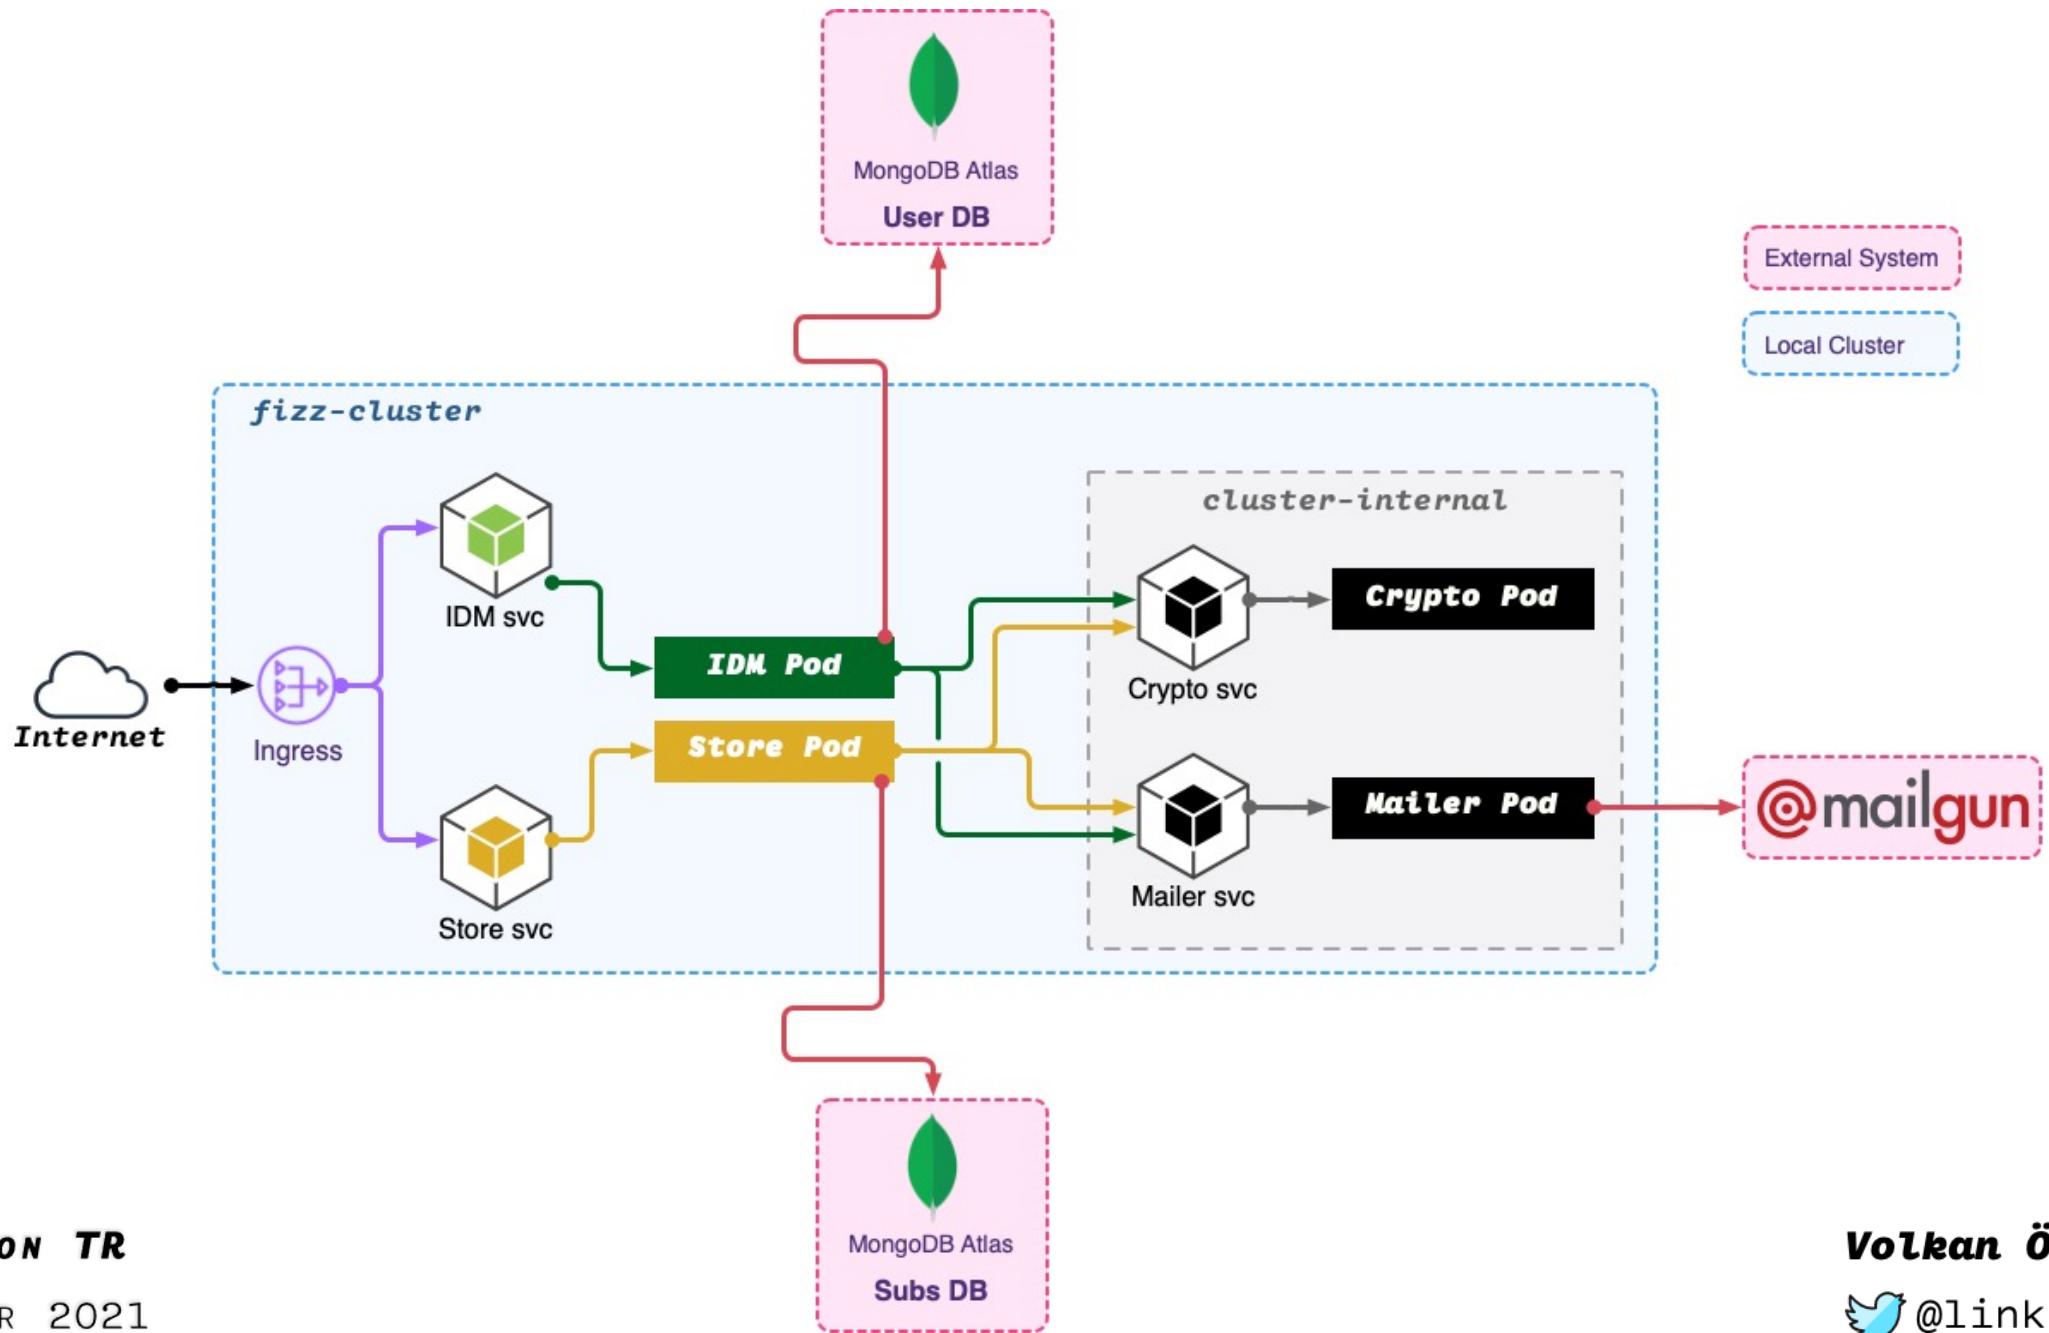 MongoDB Atlas
User DB
External System
Local Cluster
fizz-cluster
cluster-internal
IDM svc
Crypto Pod
IDM Pod
Crypto svc
Internet
Ingress
Store Pod
Mailer Pod
@mailgun
Mailer svc
Store svc
MongoDB Atlas
Subs DB
ON TR
R 2021
Volkan Ö
@link